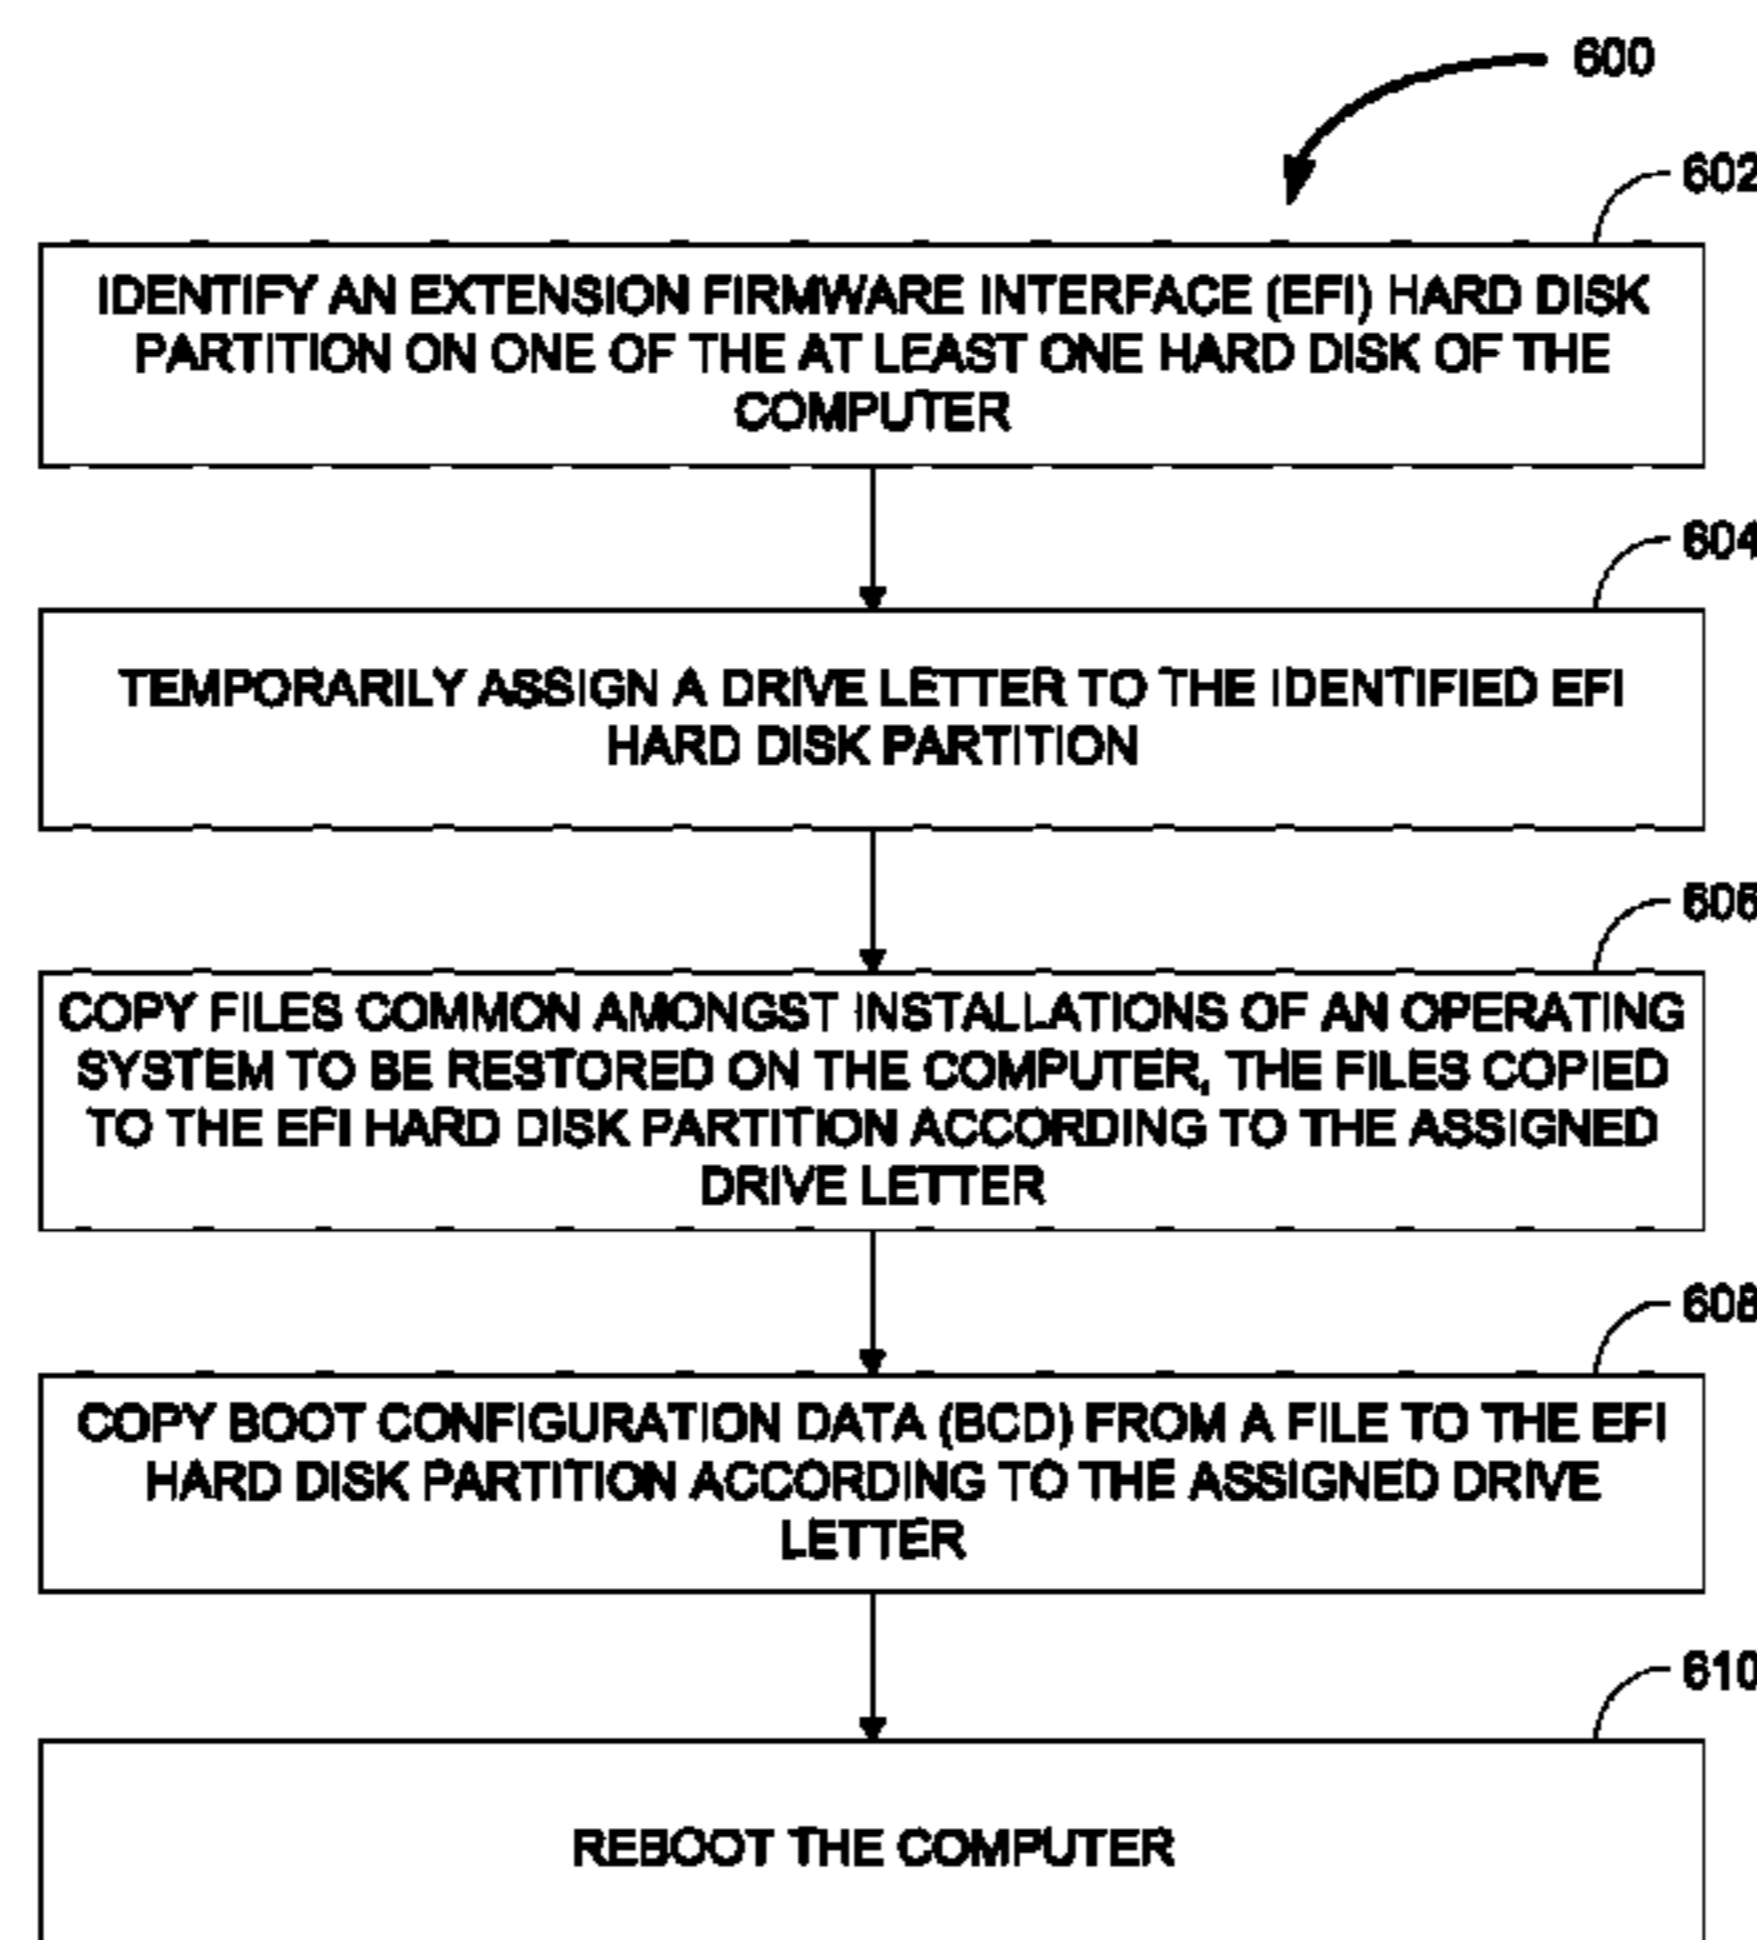 600
602
IDENTIFY AN EXTENSION FIRMWARE INTERFACE (EFI) HARD DISK
PARTITION ON ONE OF THE AT LEAST ONE HARD DISK OF THE
COMPUTER
604
TEMPORARILY ASSIGN A DRIVE LETTER TO THE IDENTIFIED EFI
HARD DISK PARTITION
606
COPY FILES COMMON AMONGST INSTALLATIONS OF AN OPERATING
SYSTEM TO BE RESTORED ON THE COMPUTER, THE FILES COPIED
TO THE EFI HARD DISK PARTITION ACCORDING TO THE ASSIGNED
DRIVE LETTER
608
COPY BOOT CONFIGURATION DATA (BCD) FROM A FILE TO THE EFI
HARD DISK PARTITION ACCORDING TO THE ASSIGNED DRIVE
LETTER
610
REBOOT THE COMPUTER